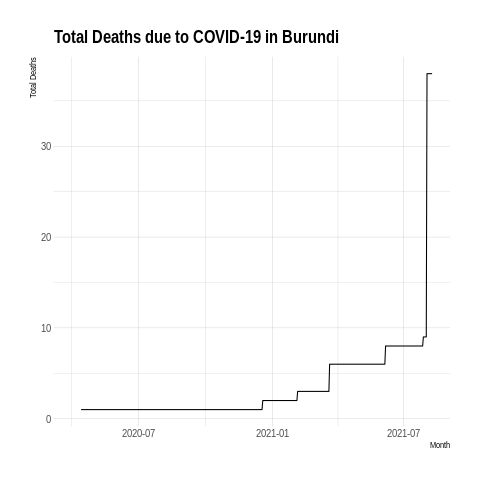 Total Deaths due to COVID-19 in Burundi
Total Deaths
30
20
10
0
2020-07
2021-01
2021-07
Month